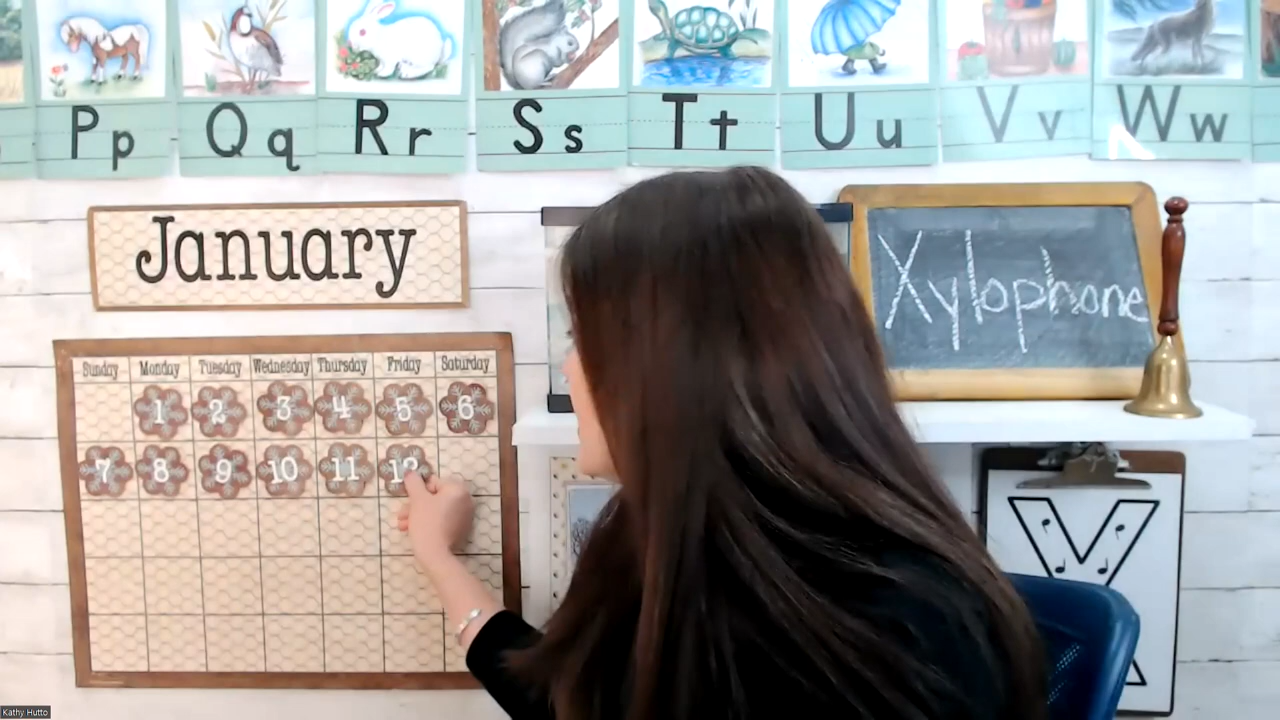 Pp Qq Rr Ss Tt Uu Vv Ww
January
Xylophone
Sunday Monday Tuesday Wednesday Thursday Friday Saturday
1 2 3 4 5 6
7 8 9 10 11 12
X
Kathy Hutto